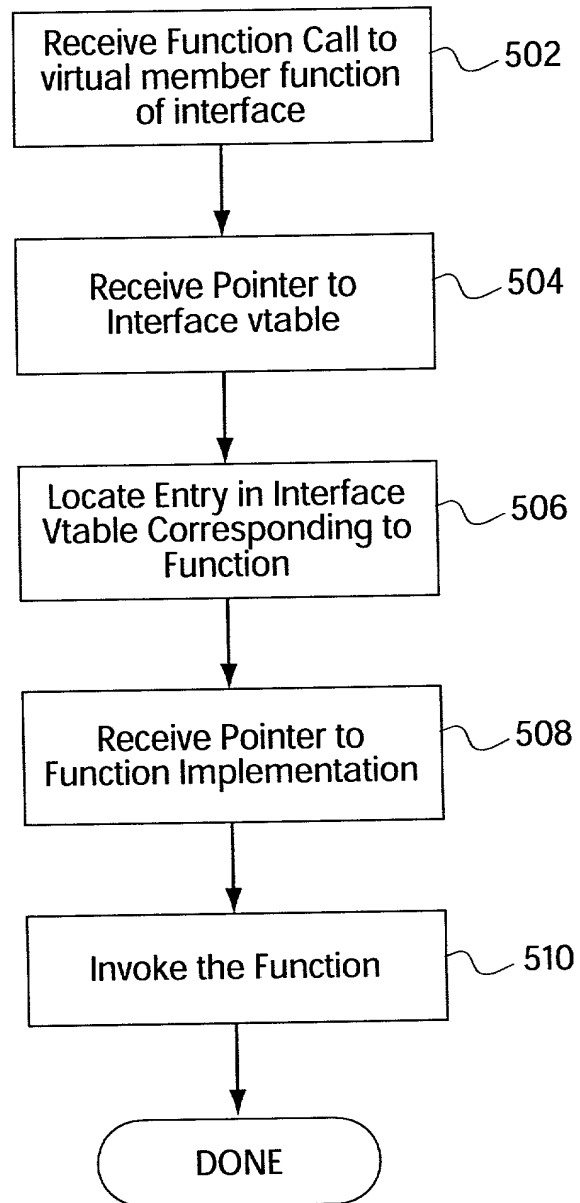 Receive Function Call to
virtual member function
of interface
502
Receive Pointer to
Interface vtable
504
Locate Entry in Interface
Vtable Corresponding to
Function
506
Receive Pointer to
Function Implementation
508
Invoke the Function
510
DONE